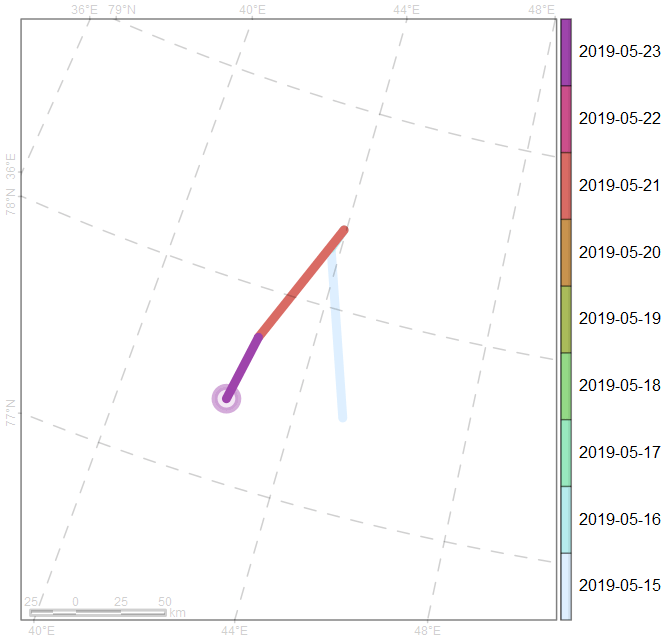 36°E 79°N 40°E 44°E 48°E
2019-05-23
2019-05-22
36°E
2019-05-21
78°N
2019-05-20
2019-05-19
2019-05-18
77°N
2019-05-17
2019-05-16
2019-05-15
25 0 25 50
km
40°E 44°E 48°E